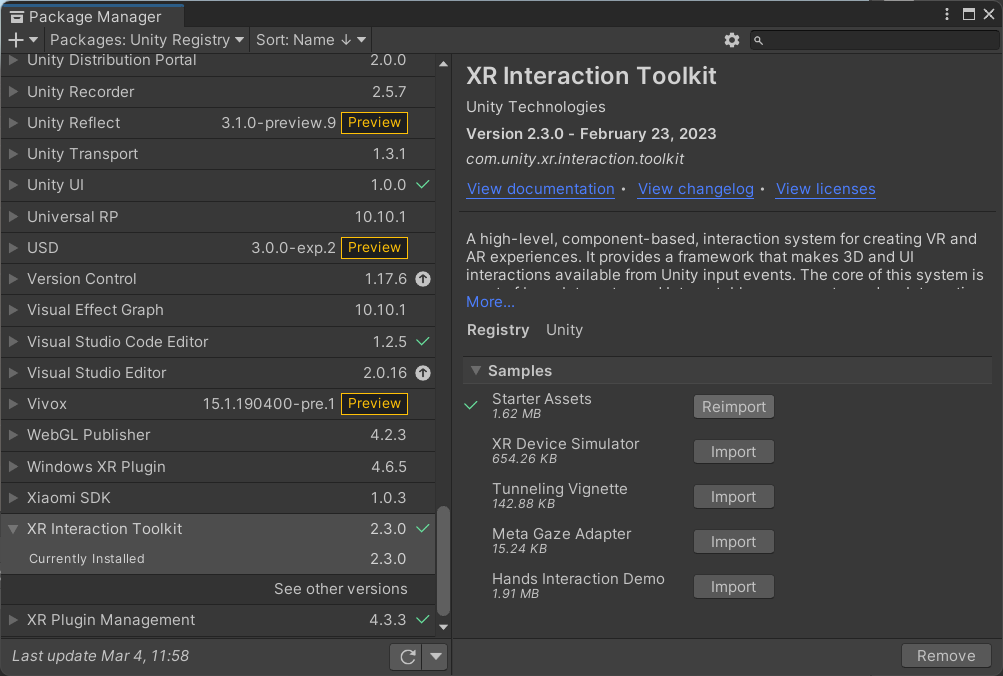 Package Manager
Packages: Unity Registry
Sort: Name ↓
Unity Distribution Portal 2.0.0
Unity Recorder 2.5.7
Unity Reflect 3.1.0-preview.9 Preview
Unity Transport 1.3.1
Unity UI 1.0.0
Universal RP 10.10.1
USD 3.0.0-exp.2 Preview
Version Control 1.17.6
Visual Effect Graph 10.10.1
Visual Studio Code Editor 1.2.5
Visual Studio Editor 2.0.16
Vivox 15.1.190400-pre.1 Preview
WebGL Publisher 4.2.3
Windows XR Plugin 4.6.5
Xiaomi SDK 1.0.3
XR Interaction Toolkit 2.3.0
Currently Installed 2.3.0
See other versions
XR Plugin Management 4.3.3
Last update Mar 4, 11:58
XR Interaction Toolkit
Unity Technologies
Version 2.3.0 - February 23, 2023
com.unity.xr.interaction.toolkit
View documentation • View changelog • View licenses
A high-level, component-based, interaction system for creating VR and
AR experiences. It provides a framework that makes 3D and UI
interactions available from Unity input events. The core of this system is
More...
Registry Unity
Samples
Starter Assets
1.62 MB
Reimport
XR Device Simulator
654.26 KB
Import
Tunneling Vignette
142.88 KB
Import
Meta Gaze Adapter
15.24 KB
Import
Hands Interaction Demo
1.91 MB
Import
Remove